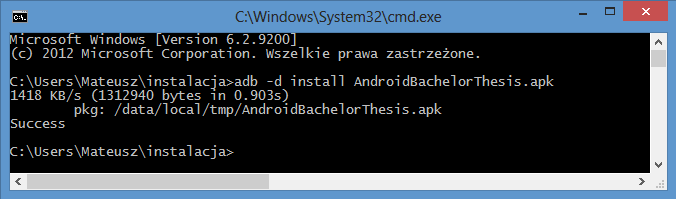 C:\Windows\System32\cmd.exe
Microsoft Windows [Version 6.2.9200]
(c) 2012 Microsoft Corporation. Wszelkie prawa zastrzeżone.
C:\Users\Mateusz\instalacja>adb -d install AndroidBachelorThesis.apk
1418 KB/s (1312940 bytes in 0.903s)
pkg: /data/local/tmp/AndroidBachelorThesis.apk
Success
C:\Users\Mateusz\instalacja>